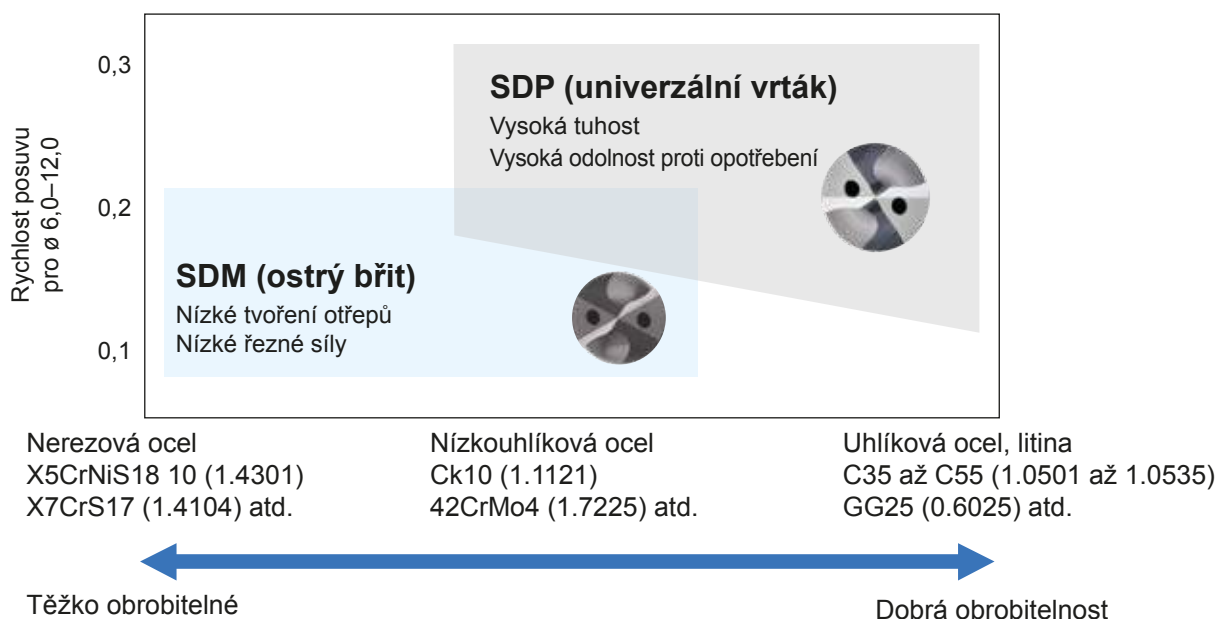 0,3
0,2
0,1
Rychlost posuvu
pro ø 6,0–12,0
SDP (univerzální vrták)
Vysoká tuhost
Vysoká odolnost proti opotřebení
SDM (ostrý břit)
Nízké tvoření otřepů
Nízké řezné síly
Nerezová ocel
X5CrNiS18 10 (1.4301)
X7CrS17 (1.4104) atd.
Nízkouhlíková ocel
Ck10 (1.1121)
42CrMo4 (1.7225) atd.
Uhlíková ocel, litina
C35 až C55 (1.0501 až 1.0535)
GG25 (0.6025) atd.
Těžko obrobitelné
Dobrá obrobitelnost